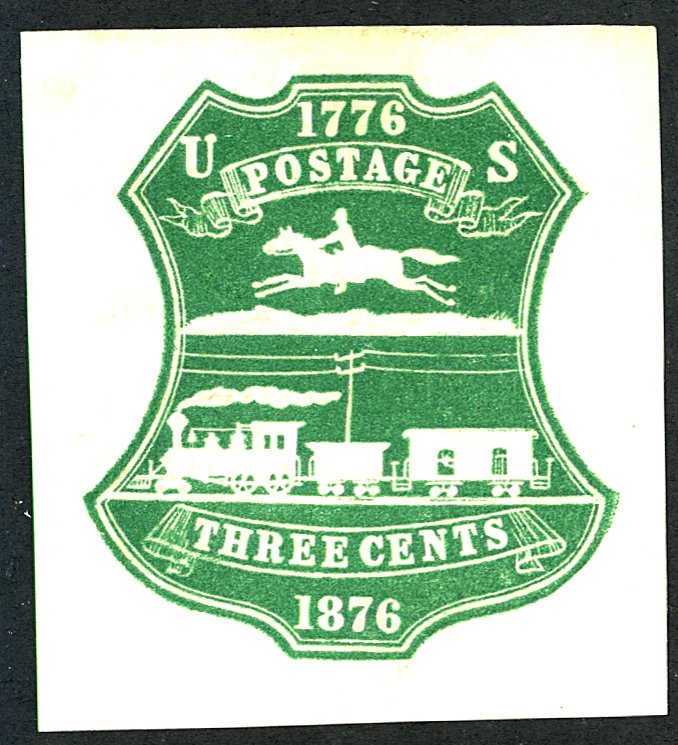 1776
U S
POSTAGE
THREE CENTS
1876